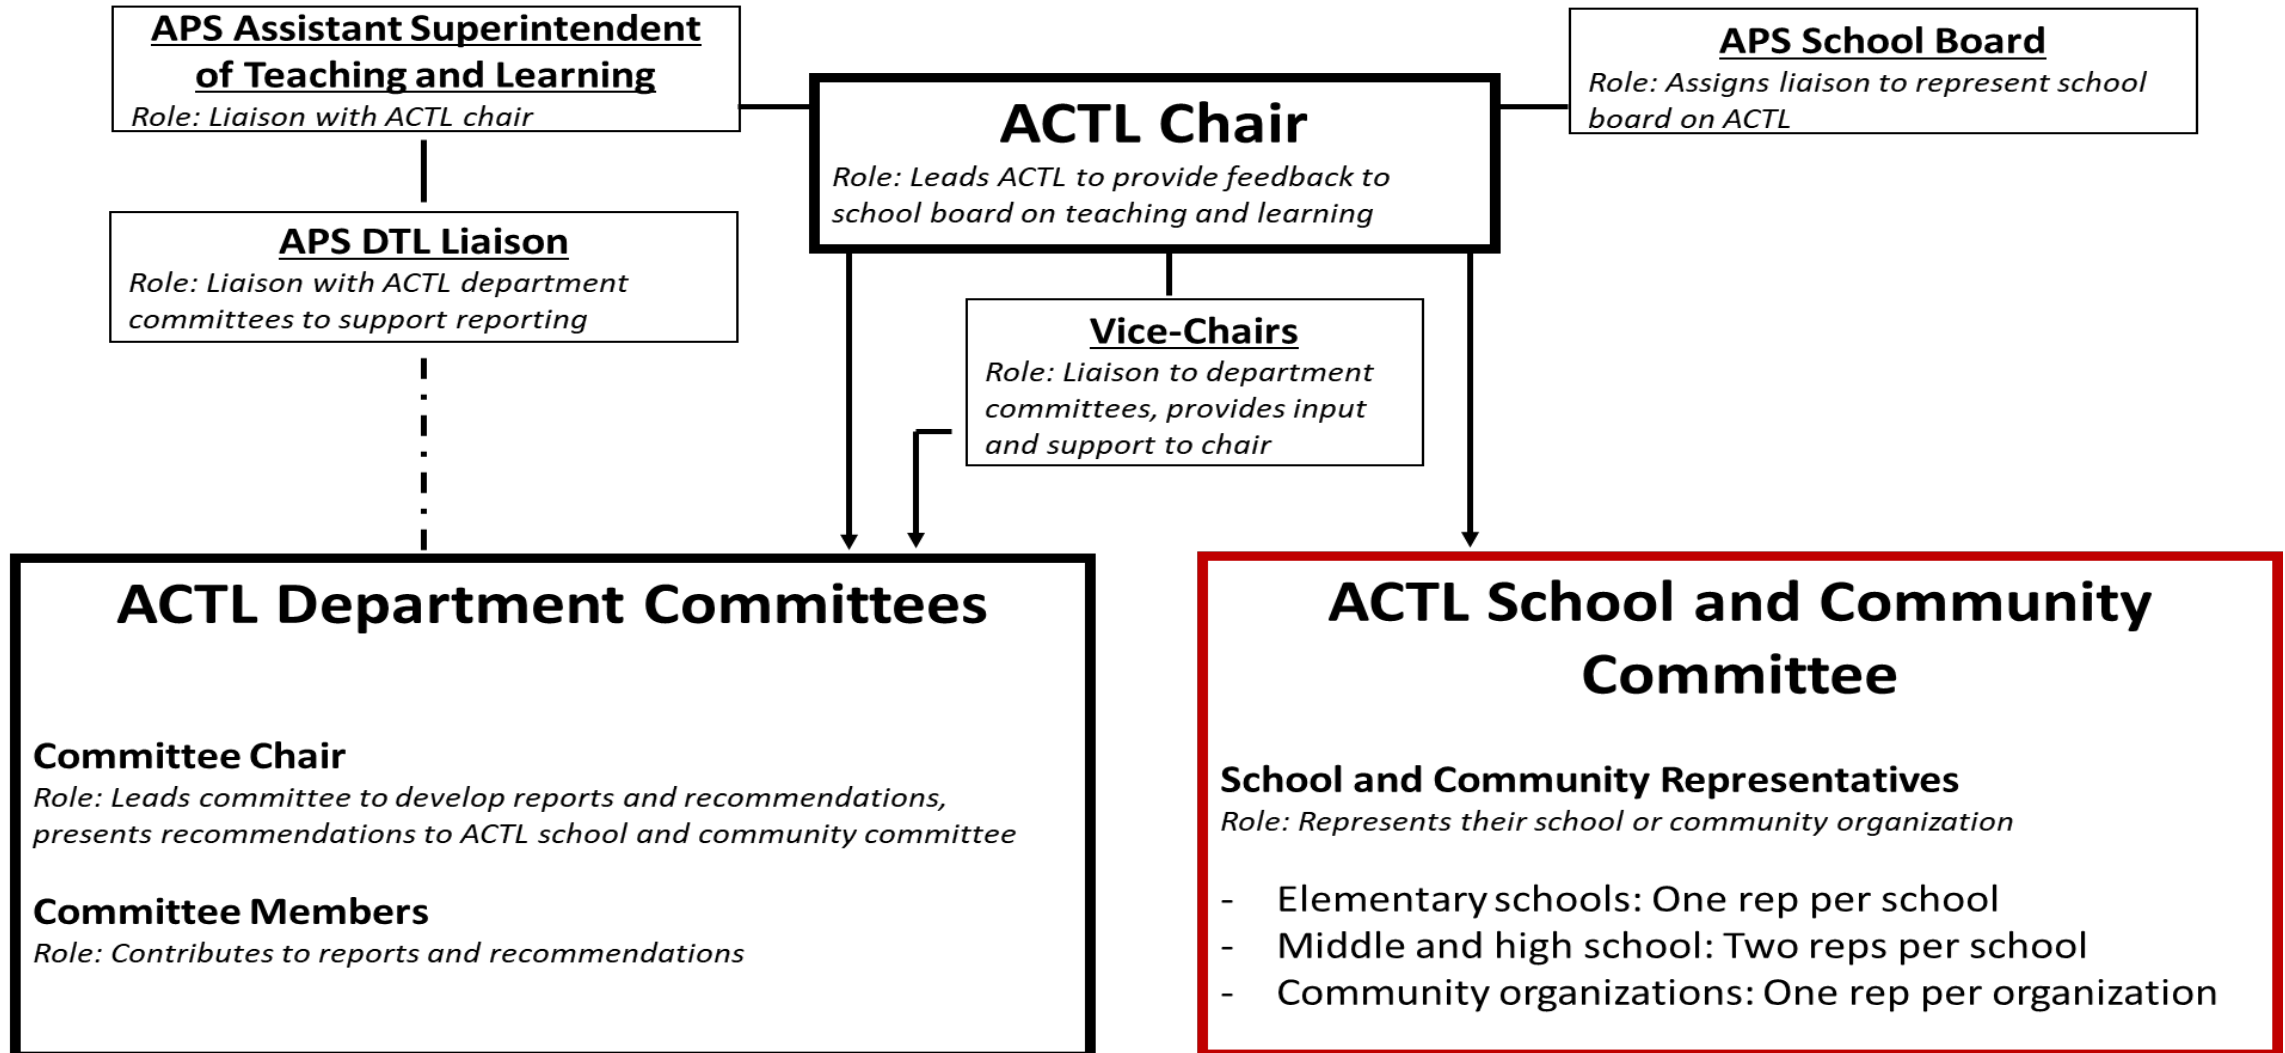 APS Assistant Superintendent
of Teaching and Learning
Role: Liaison with ACTL chair
ACTL Chair
Role: Leads ACTL to provide feedback to
school board on teaching and learning
APS School Board
Role: Assigns liaison to represent school
board on ACTL
APS DTL Liaison
Role: Liaison with ACTL department
committees to support reporting
Vice-Chairs
Role: Liaison to department
committees, provides input
and support to chair
ACTL Department Committees
Committee Chair
Role: Leads committee to develop reports and recommendations,
presents recommendations to ACTL school and community committee
Committee Members
Role: Contributes to reports and recommendations
ACTL School and Community
Committee
School and Community Representatives
Role: Represents their school or community organization
- Elementary schools: One rep per school
- Middle and high school: Two reps per school
- Community organizations: One rep per organization